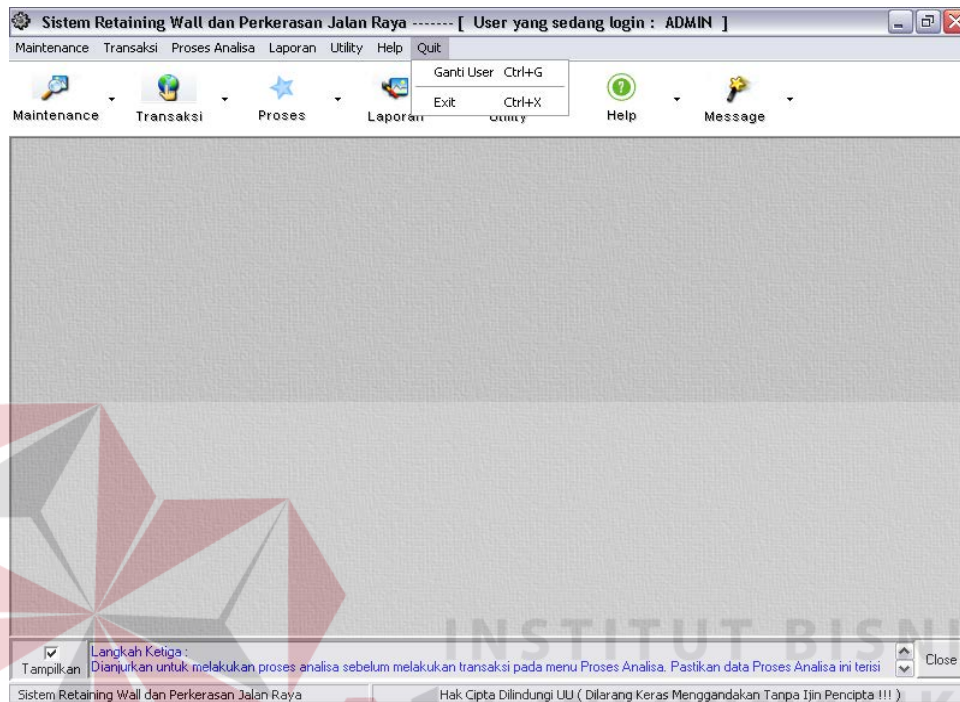 Sistem Retaining Wall dan Perkerasan Jalan Raya ------- [ User yang sedang login : ADMIN ]
Maintenance Transaksi Proses Analisa Laporan Utility Help Quit
Ganti User Ctrl+G
Exit Ctrl+X
Maintenance Transaksi Proses Laporan Utility Help Message
INSTITUT BISNI
Tampilkan
Langkah Ketiga :
Dianjurkan untuk melakukan proses analisa sebelum melakukan transaksi pada menu Proses Analisa. Pastikan data Proses Analisa ini terisi
Close
Sistem Retaining Wall dan Perkerasan Jalan Raya Hak Cipta Dilindungi UU ( Dilarang Keras Menggandakan Tanpa Ijin Pencipta !!! )